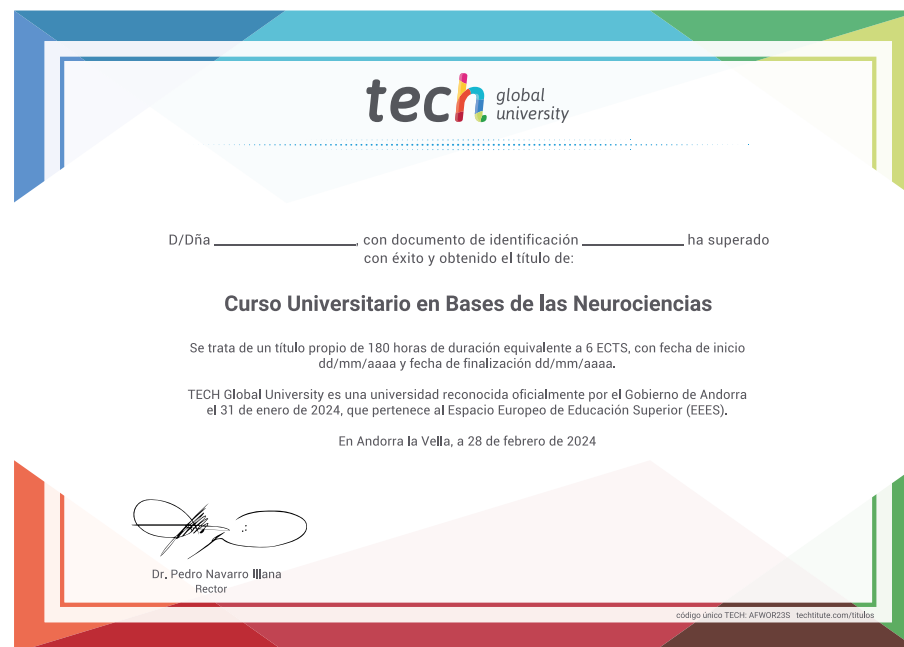 tech global university
D/Dña ____________________, con documento de identificación ______________ ha superado
con éxito y obtenido el título de:
Curso Universitario en Bases de las Neurociencias
Se trata de un título propio de 180 horas de duración equivalente a 6 ECTS, con fecha de inicio
dd/mm/aaaa y fecha de finalización dd/mm/aaaa.
TECH Global University es una universidad reconocida oficialmente por el Gobierno de Andorra
el 31 de enero de 2024, que pertenece al Espacio Europeo de Educación Superior (EEES).
En Andorra la Vella, a 28 de febrero de 2024
Dr. Pedro Navarro Illana
Rector
código único TECH: AFWOR23S techtitute.com/titulos